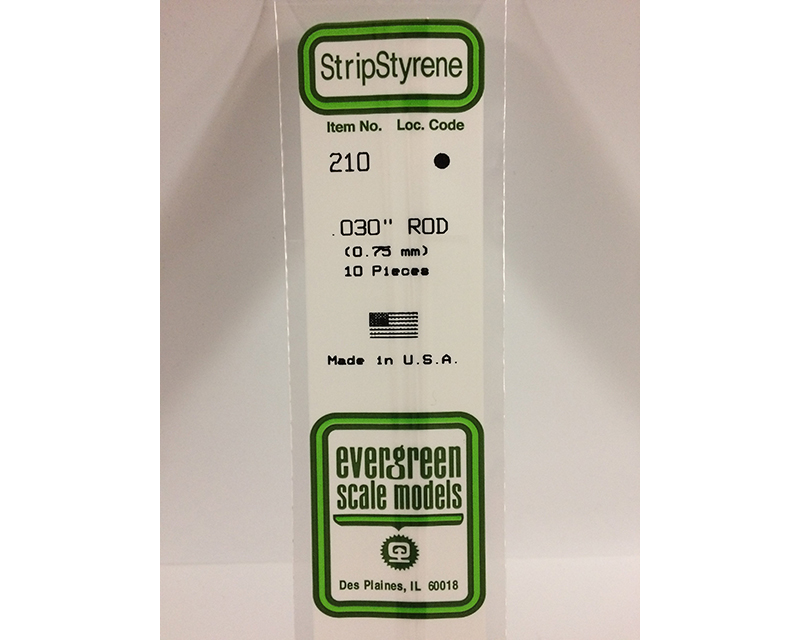 StripStyrene
Item No. Loc. Code
210 ●
.030" ROD
(0.75 mm)
10 Pieces
Made in U.S.A.
evergreen
scale models
Des Plaines, IL 60018